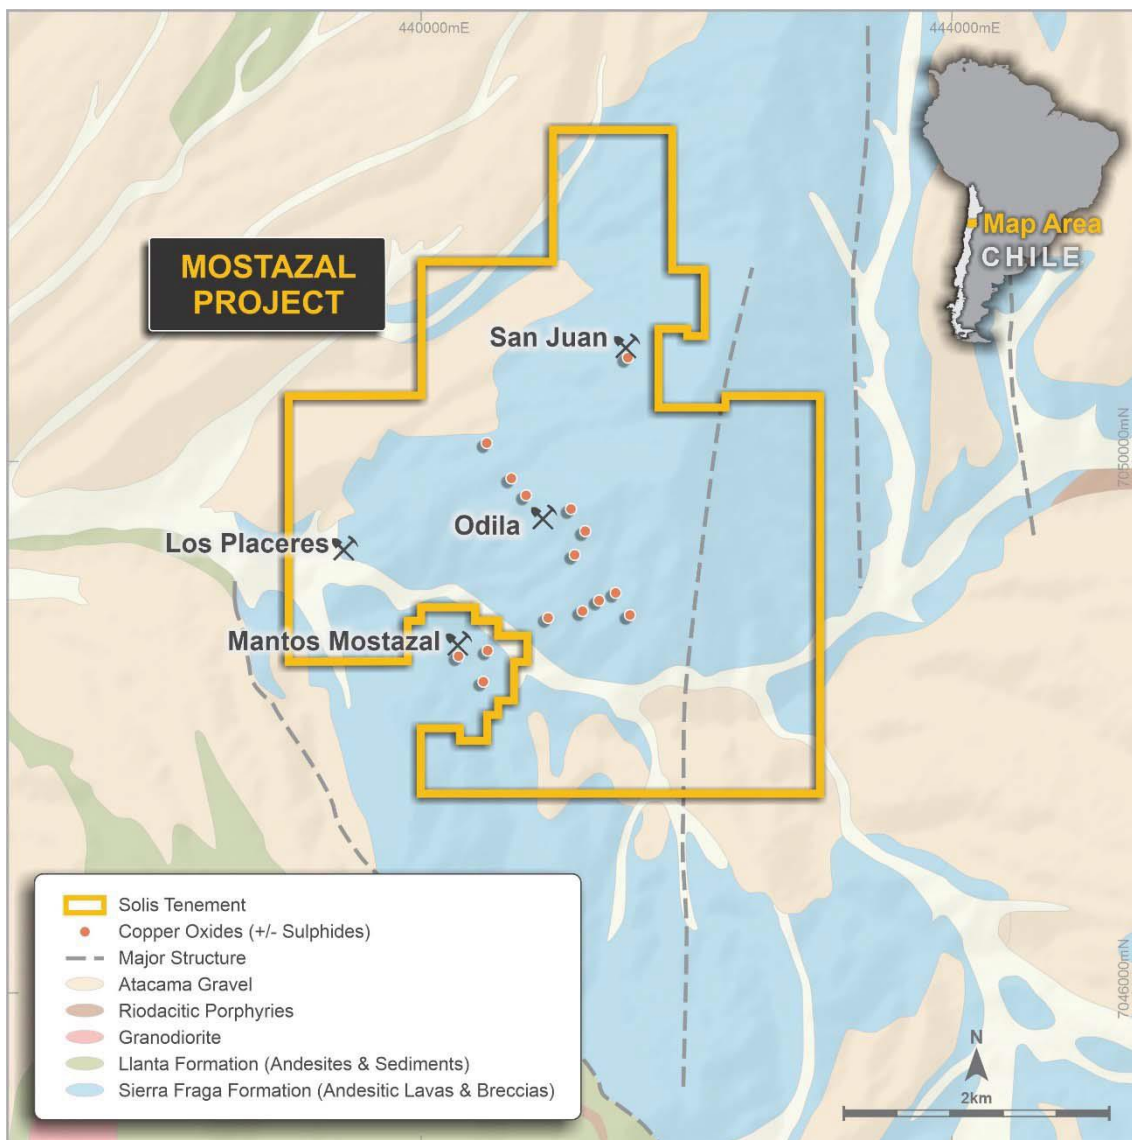 440000mE
444000mE
Map Area
CHILE
MOSTAZAL
PROJECT
San Juan
7050000mN
Odila
Los Placeres
Mantos Mostazal
Solis Tenement
Copper Oxides (+/- Sulphides)
Major Structure
Atacama Gravel
Riodacitic Porphyries
Granodiorite
Llanta Formation (Andesites & Sediments)
Sierra Fraga Formation (Andesitic Lavas & Breccias)
7046000mN
N
2km